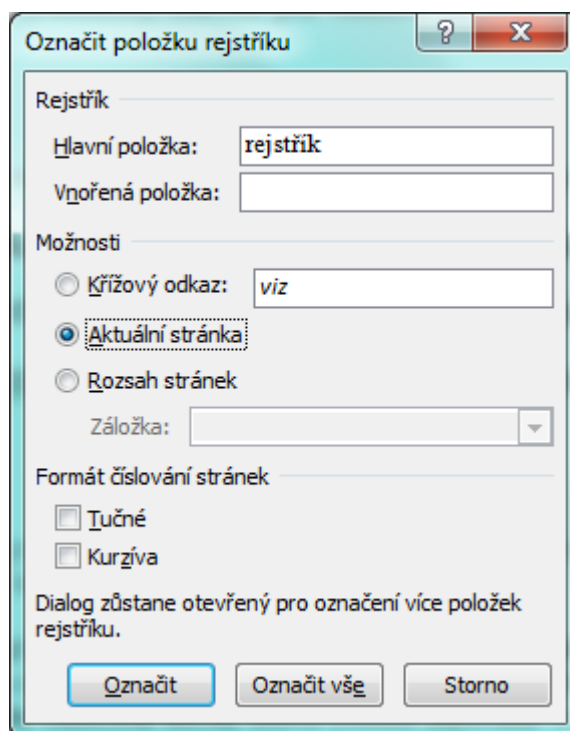 Označit položku rejstříku
Rejstřík
Hlavní položka: rejstřík
Vnořená položka:
Možnosti
Křížový odkaz: viz
Aktuální stránka
Rozsah stránek
Záložka:
Formát číslování stránek
Tučné
Kurzíva
Dialog zůstane otevřený pro označení více položek
rejstříku.
Označit Označit vše Storno